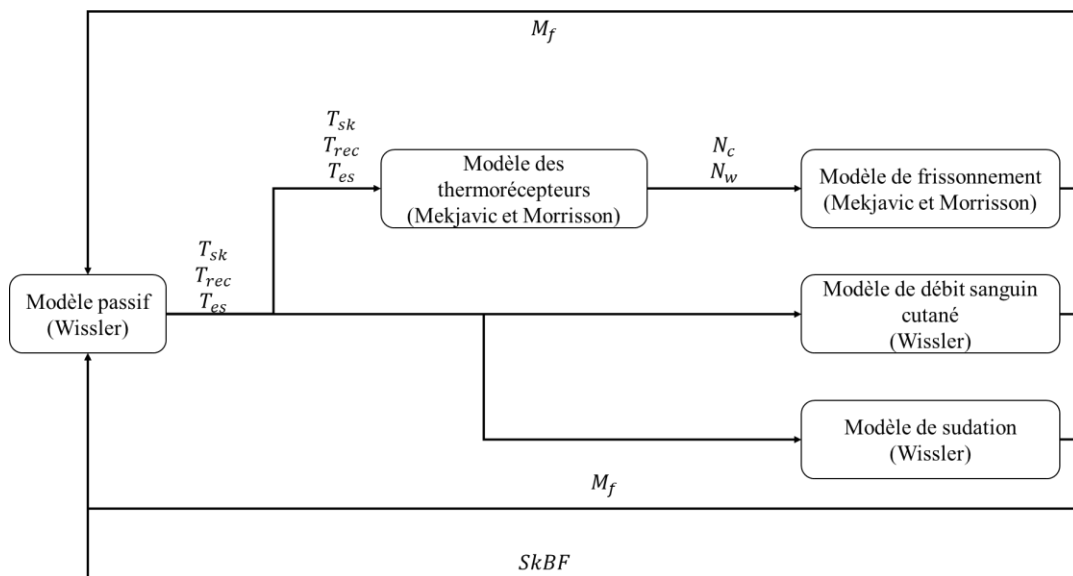 M_f
T_sk
T_rec
T_es
Modèle des
thermorécepteurs
(Mekjavic et Morrisson)
N_c
N_w
Modèle de frissonnement
(Mekjavic et Morrisson)
T_sk
T_rec
T_es
Modèle passif
(Wissler)
Modèle de débit sanguin
cutané
(Wissler)
Modèle de sudation
(Wissler)
M_f
SkBF